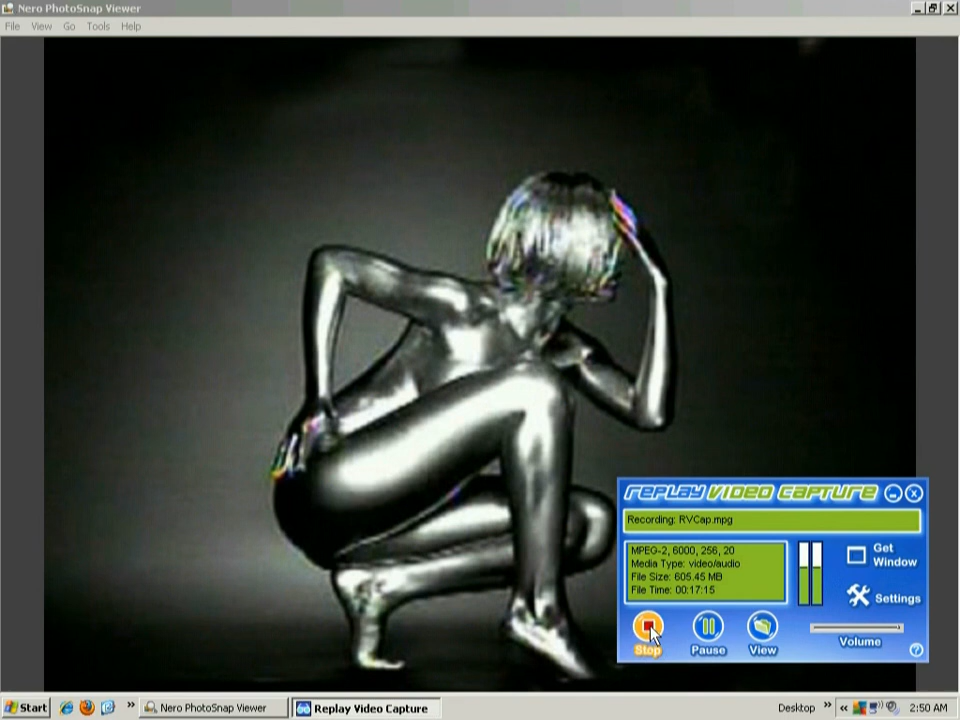 Nero PhotoSnap Viewer
File View Go Tools Help
REPLAY VIDEO CAPTURE
Recording: RVCap.mpg
MPEG-2, 6000, 256, 20
Media Type: video/audio
File Size: 605.45 MB
File Time: 00:17:15
Get
Window
Settings
Stop Pause View Volume
?
Start » Nero PhotoSnap Viewer Replay Video Capture Desktop » « 2:50 AM